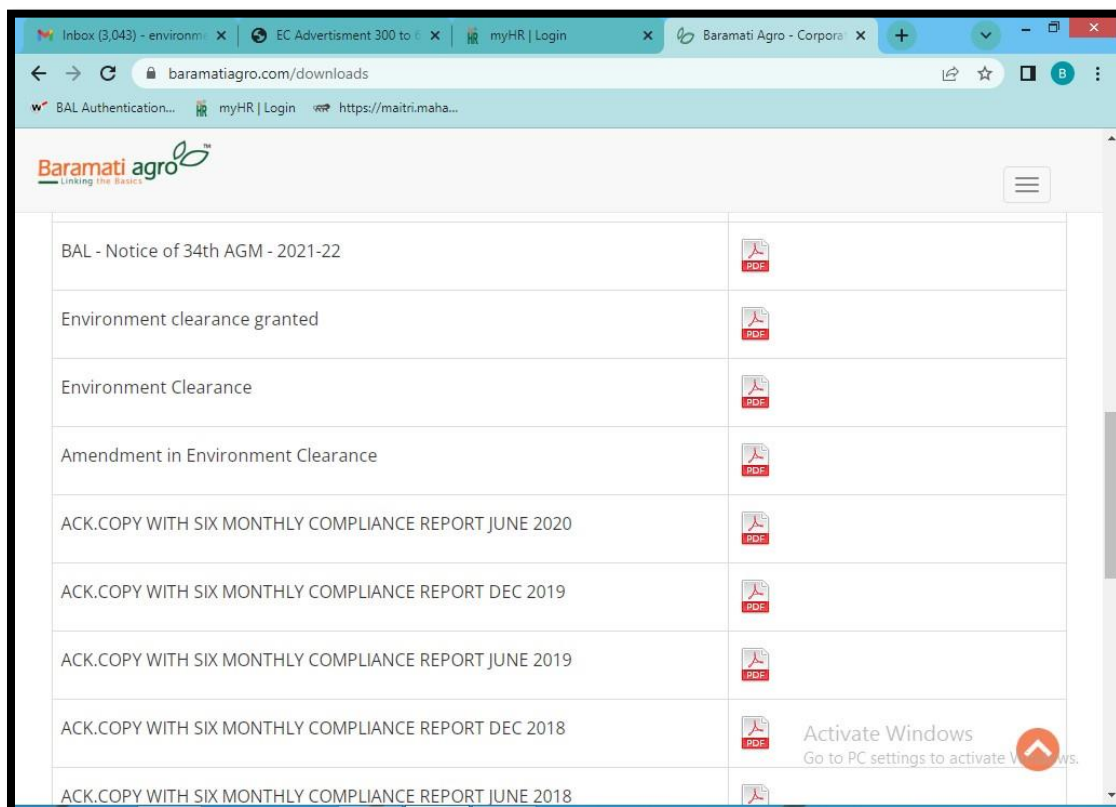 Inbox (3,043) - environm
EC Advertisment 300 to 6
myHR | Login
Baramati Agro - Corporat
baramatiagro.com/downloads
B
BAL Authentication...
HR
myHR | Login
https://maitri.maha...
Baramati agro™
Linking the Basics
BAL - Notice of 34th AGM - 2021-22
PDF
Environment clearance granted
PDF
Environment Clearance
PDF
Amendment in Environment Clearance
PDF
ACK.COPY WITH SIX MONTHLY COMPLIANCE REPORT JUNE 2020
PDF
ACK.COPY WITH SIX MONTHLY COMPLIANCE REPORT DEC 2019
PDF
ACK.COPY WITH SIX MONTHLY COMPLIANCE REPORT JUNE 2019
PDF
ACK.COPY WITH SIX MONTHLY COMPLIANCE REPORT DEC 2018
PDF
Activate Windows
Go to PC settings to activate W ws.
ACK.COPY WITH SIX MONTHLY COMPLIANCE REPORT JUNE 2018